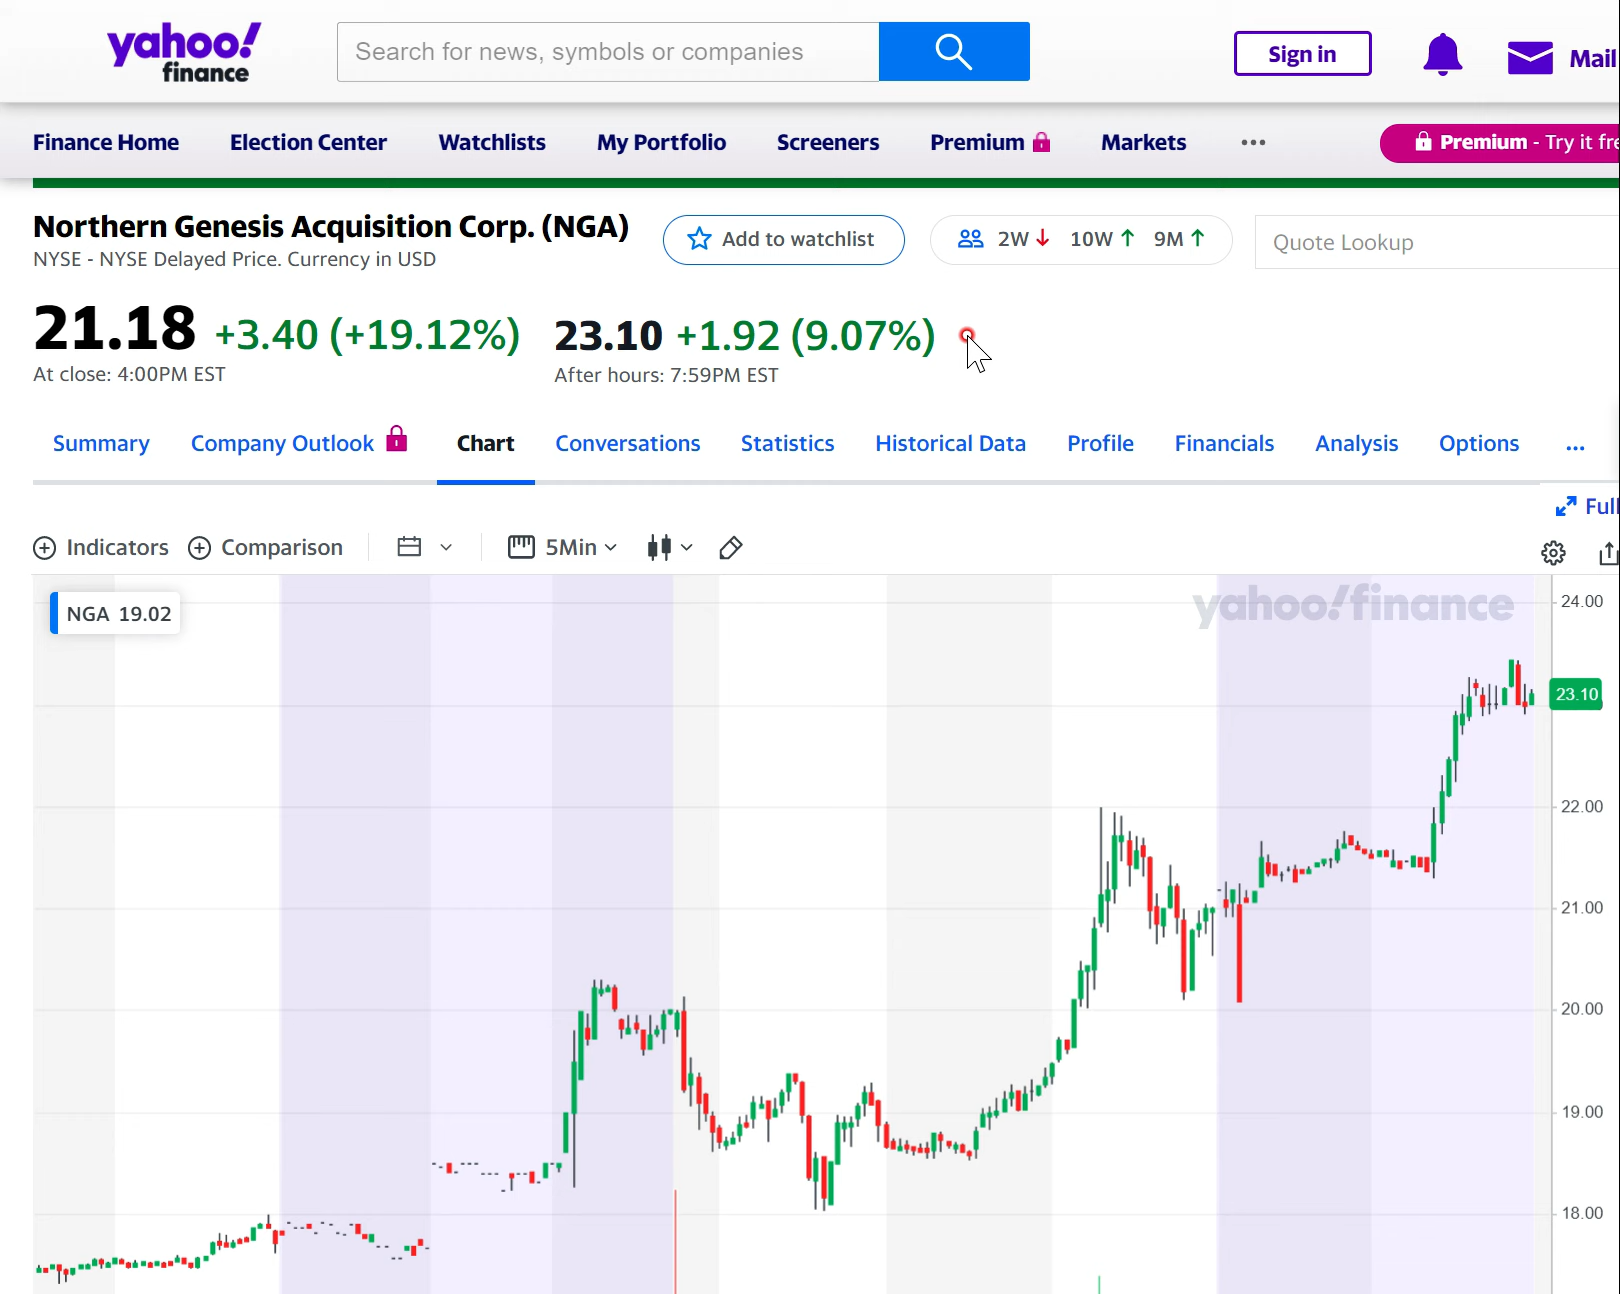 yahoo!
finance
Search for news, symbols or companies
Sign in
Mail
Finance Home Election Center Watchlists My Portfolio Screeners Premium Markets ... Premium - Try it fre
Northern Genesis Acquisition Corp. (NGA)
NYSE - NYSE Delayed Price. Currency in USD
Add to watchlist
2W 10W 9M
Quote Lookup
21.18 +3.40 (+19.12%) 23.10 +1.92 (9.07%)
At close: 4:00PM EST After hours: 7:59PM EST
Summary Company Outlook Chart Conversations Statistics Historical Data Profile Financials Analysis Options ...
Full
Indicators Comparison 5Min
NGA 19.02
yahoo!finance
24.00
23.10
22.00
21.00
20.00
19.00
18.00